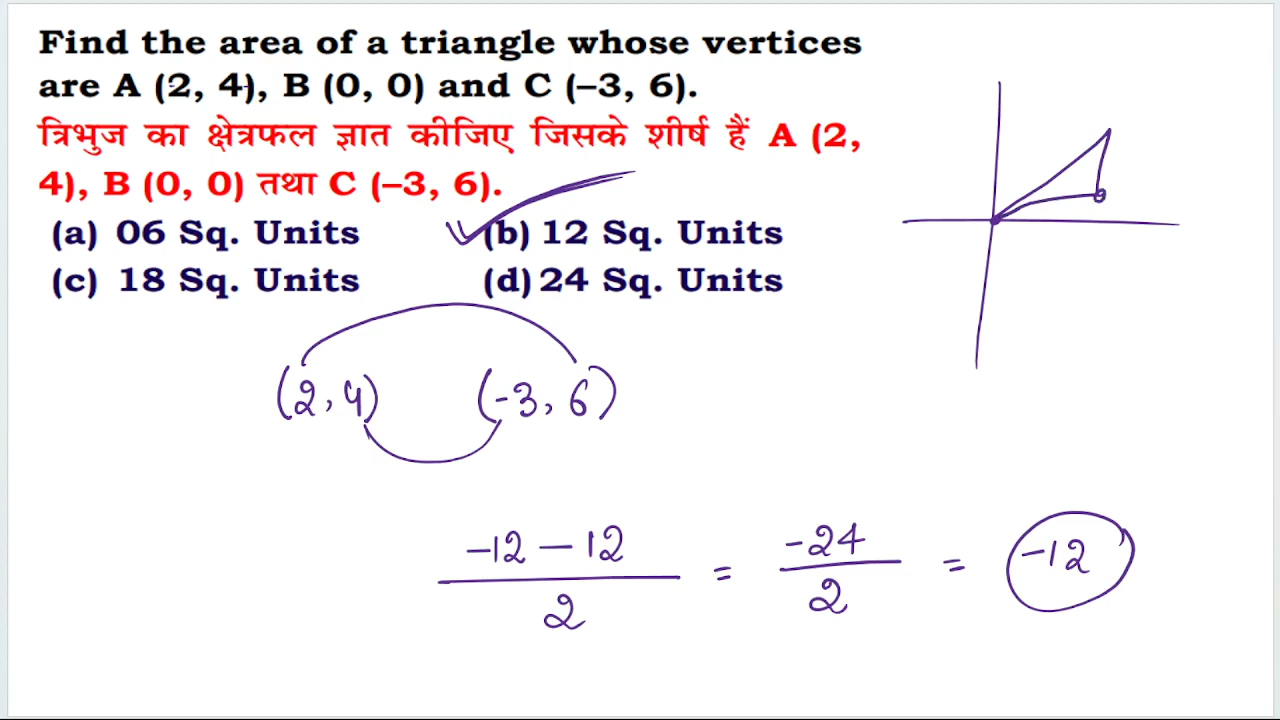 Find the area of a triangle whose vertices
are A (2, 4), B (0, 0) and C (–3, 6).
त्रिभुज का क्षेत्रफल ज्ञात कीजिए जिसके शीर्ष हैं A (2,
4), B (0, 0) तथा C (–3, 6).
(a) 06 Sq. Units (b) 12 Sq. Units
(c) 18 Sq. Units (d) 24 Sq. Units
(2, 4) (-3, 6)
-12 - 12 / 2 = -24 / 2 = -12